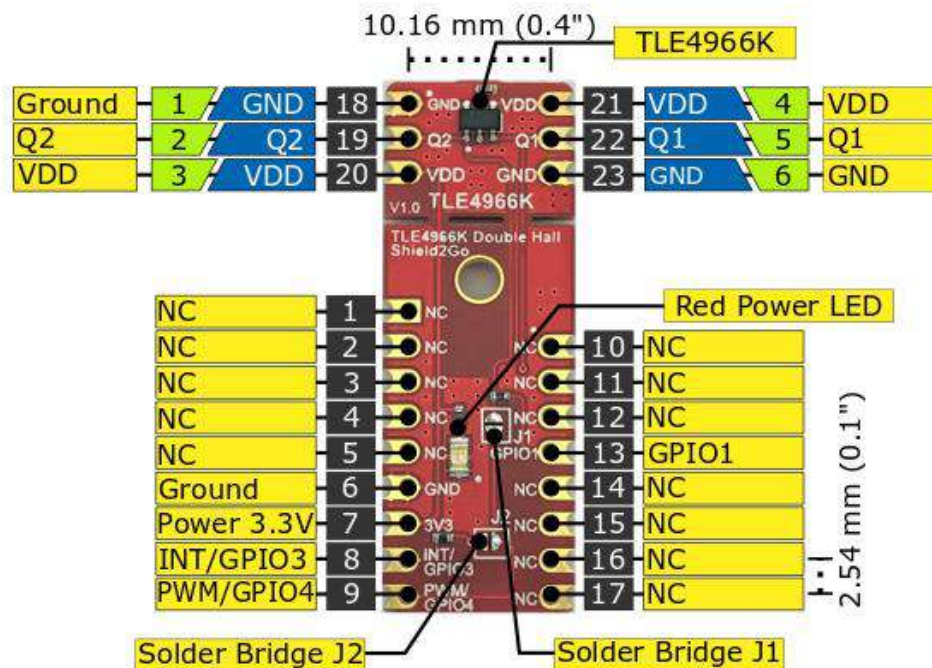 10.16 mm (0.4")
TLE4966K
Ground 1 GND 18 GND VDD 21 VDD 4 VDD
Q2 2 Q2 19 Q2 Q1 22 Q1 5 Q1
VDD 3 VDD 20 VDD GND 23 GND 6 GND
V1.0 TLE4966K
TLE4966K Double Hall
Shield2Go
Red Power LED
NC 1 NC
NC 2 NC NC 10 NC
NC 3 NC NC 11 NC
NC 4 NC NC 12 NC
J1
NC 5 NC GPIO1 13 GPIO1
Ground 6 GND NC 14 NC
J2
Power 3.3V 7 3V3 NC 15 NC
INT/GPIO3 8 INT/ GPIO3 NC 16 NC
PWM/GPIO4 9 PWM/ GPIO4 NC 17 NC
2.54 mm (0.1")
Solder Bridge J2
Solder Bridge J1